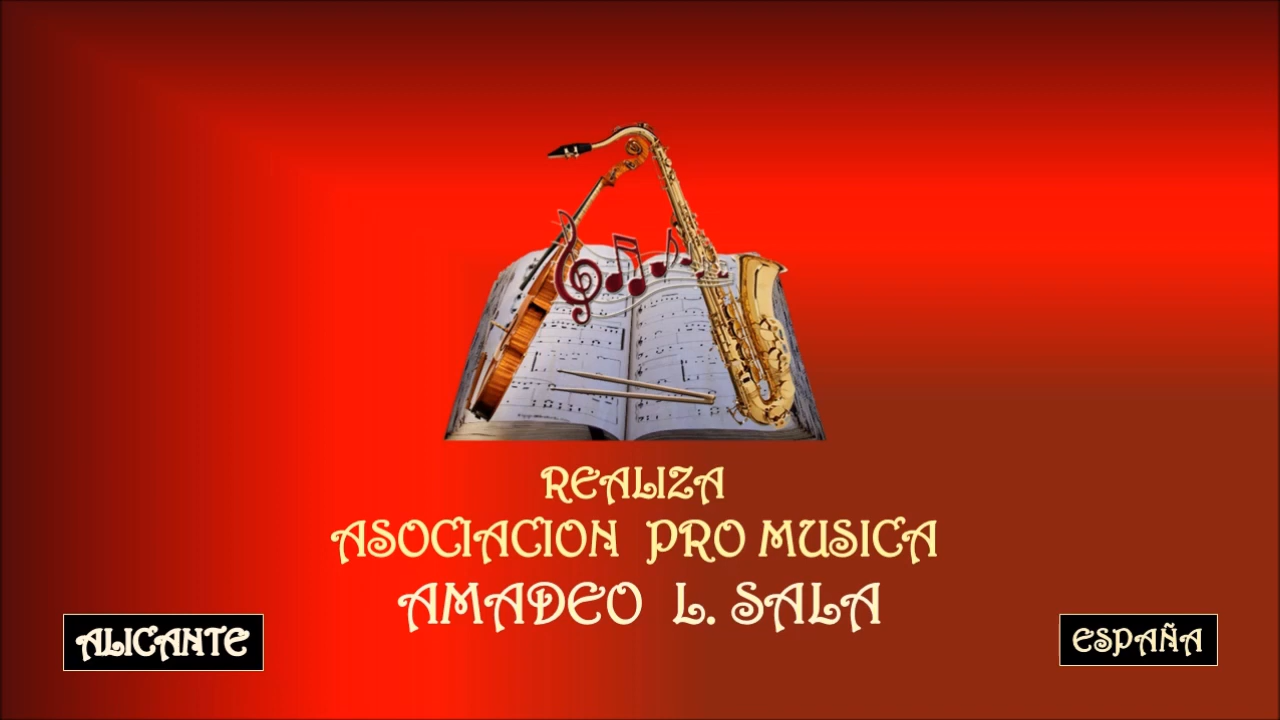 REALIZA
ASOCIACION PRO MUSICA
AMADEO L. SALA
ALICANTE
ESPAÑA